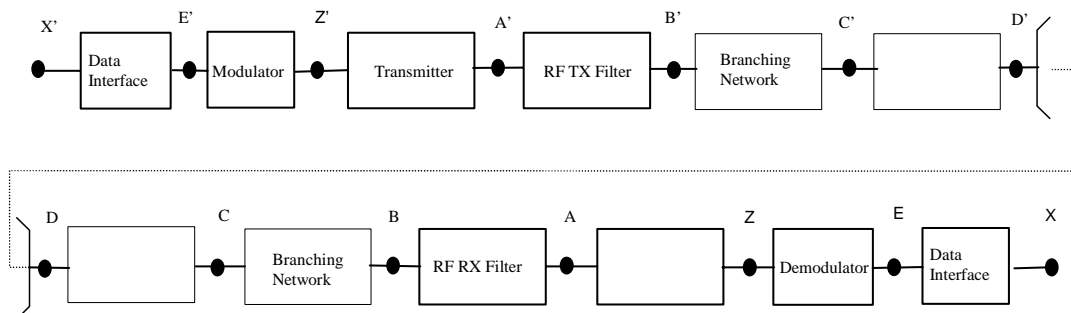 X’
E’
Z’
A’
B’
C’
D’
Data
Interface
Modulator
Transmitter
RF TX Filter
Branching
Network
D
C
B
A
Z
E
X
Branching
Network
RF RX Filter
Demodulator
Data
Interface